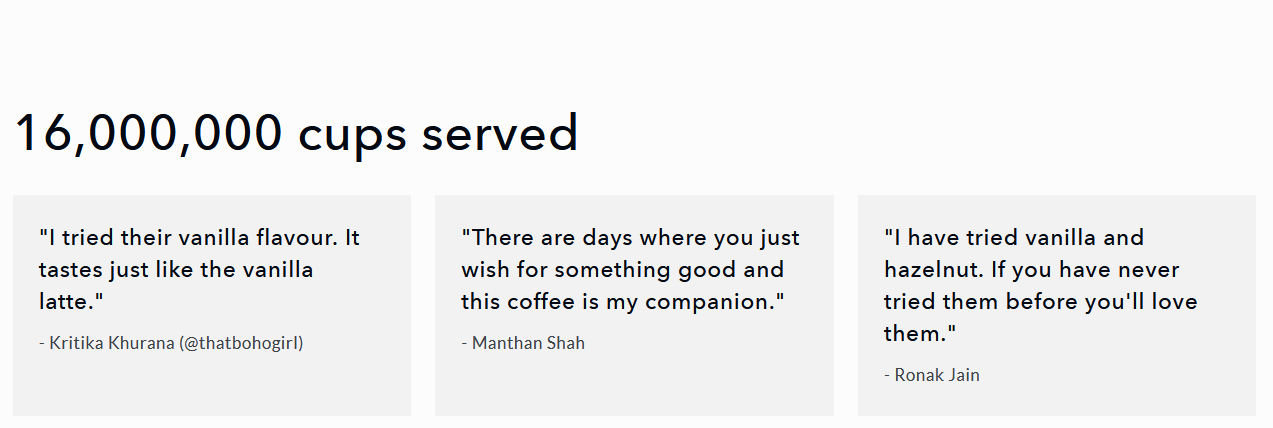 16,000,000 cups served
"I tried their vanilla flavour. It
tastes just like the vanilla
latte."
- Kritika Khurana (@thatbohogirl)
"There are days where you just
wish for something good and
this coffee is my companion."
- Manthan Shah
"I have tried vanilla and
hazelnut. If you have never
tried them before you'll love
them."
- Ronak Jain